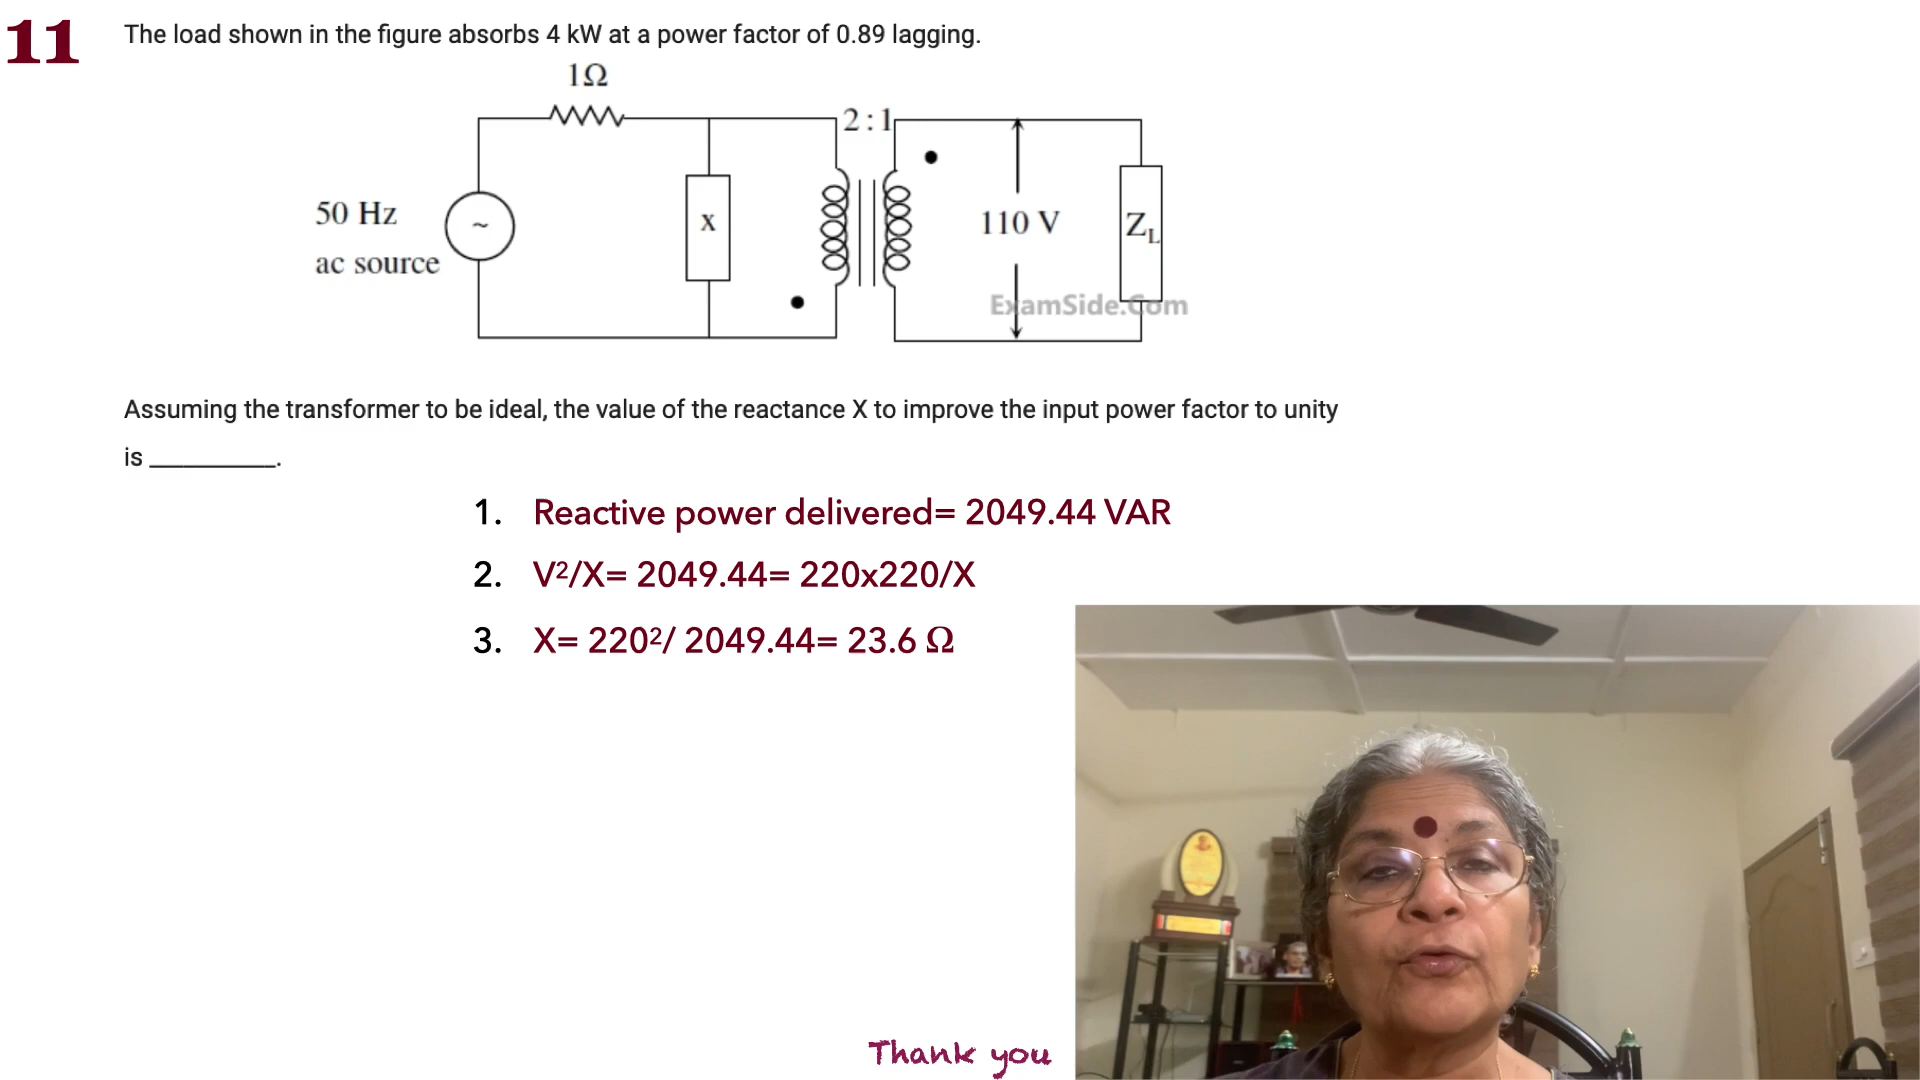 11
The load shown in the figure absorbs 4 kW at a power factor of 0.89 lagging.
1Ω
2 : 1
50 Hz
ac source
~
X
110 V
Z_L
ExamSide.Com
Assuming the transformer to be ideal, the value of the reactance X to improve the input power factor to unity
is __________.
1. Reactive power delivered= 2049.44 VAR
2. V²/X= 2049.44= 220x220/X
3. X= 220²/ 2049.44= 23.6 Ω
Thank you